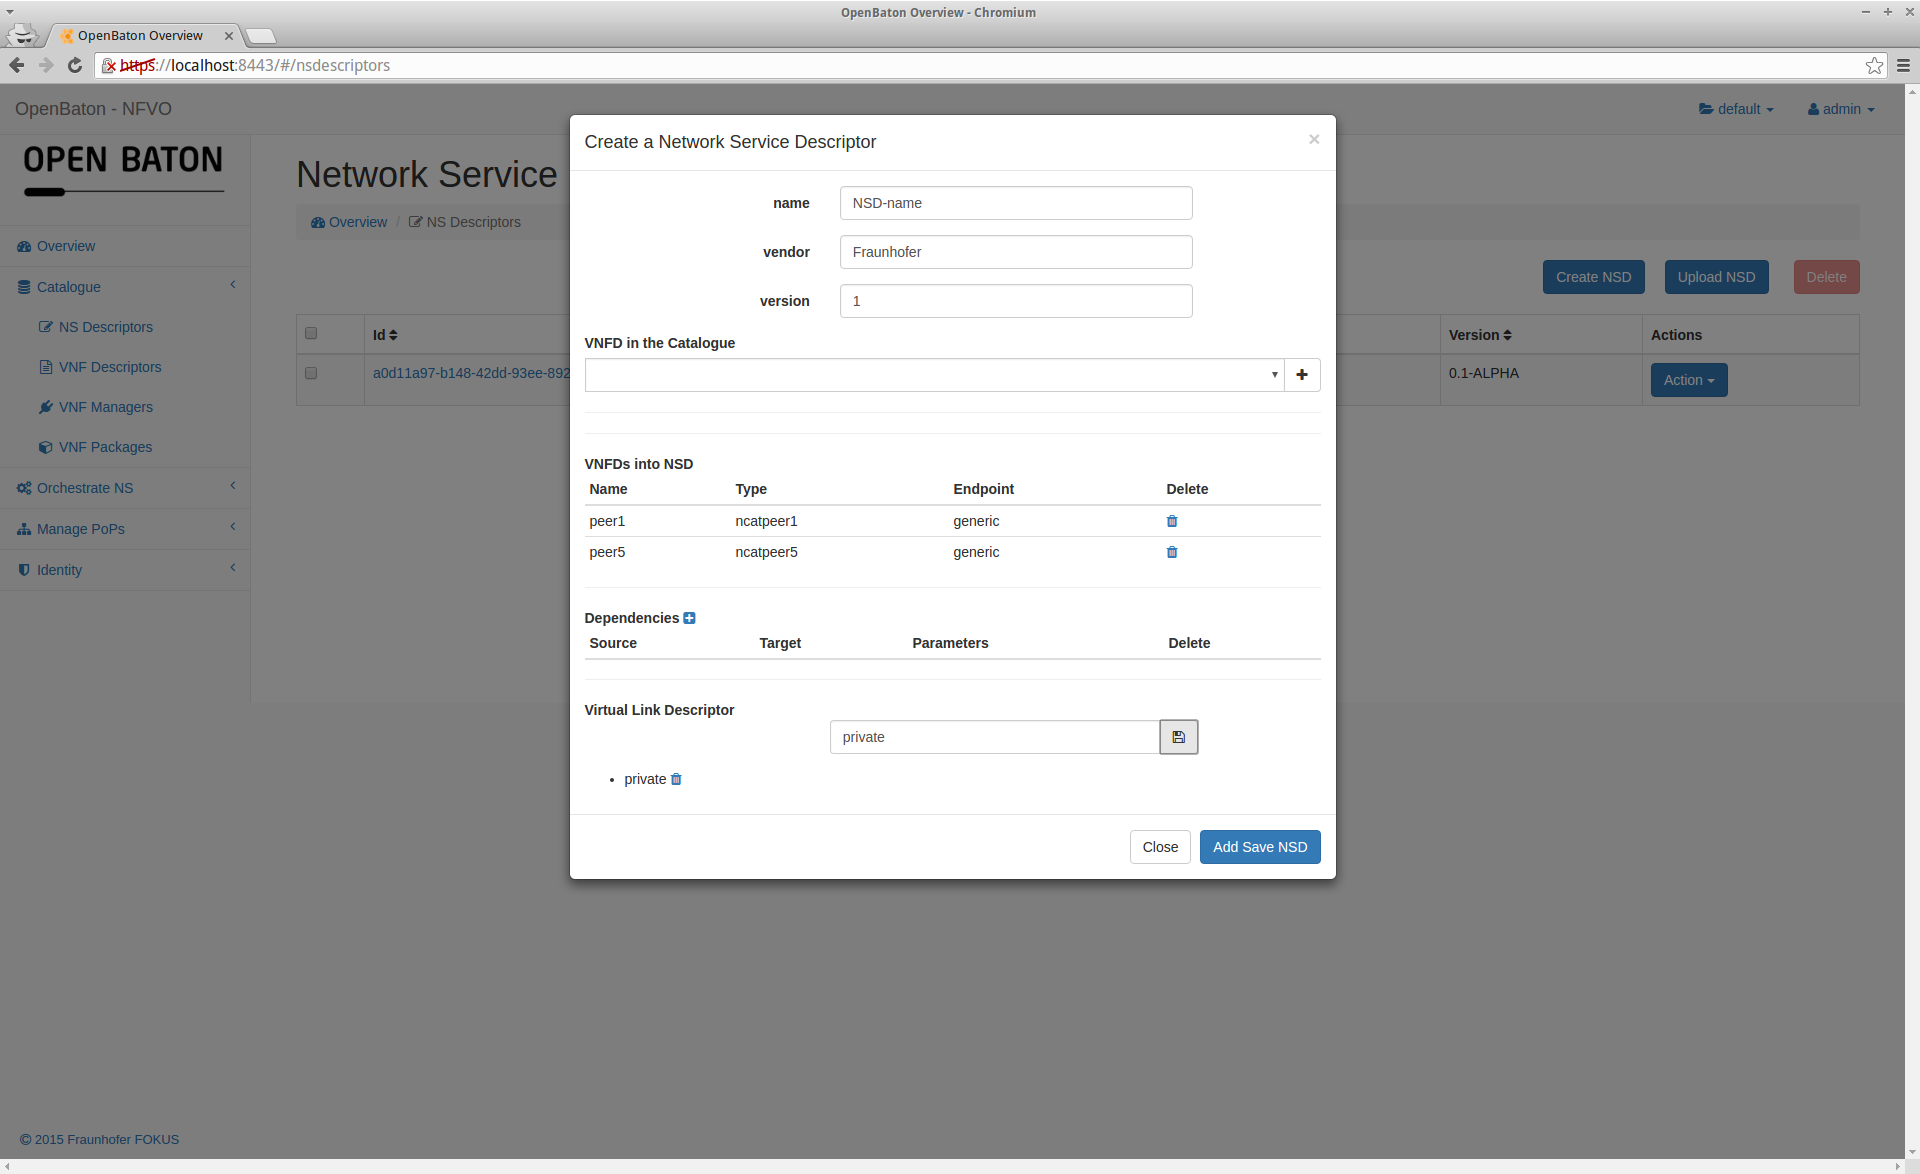 OpenBaton Overview - Chromium
OpenBaton Overview
https://localhost:8443/#/nsdescriptors
OpenBaton - NFVO
default
admin
OPEN BATON
Overview
Catalogue
NS Descriptors
VNF Descriptors
VNF Managers
VNF Packages
Orchestrate NS
Manage PoPs
Identity
Network Service
Overview / NS Descriptors
Create NSD Upload NSD Delete
Id Version Actions
a0d11a97-b148-42dd-93ee-892 0.1-ALPHA Action
Create a Network Service Descriptor ×
name NSD-name
vendor Fraunhofer
version 1
VNFD in the Catalogue
VNFDs into NSD
Name Type Endpoint Delete
peer1 ncatpeer1 generic
peer5 ncatpeer5 generic
Dependencies
Source Target Parameters Delete
Virtual Link Descriptor
private
• private
Close Add Save NSD
© 2015 Fraunhofer FOKUS